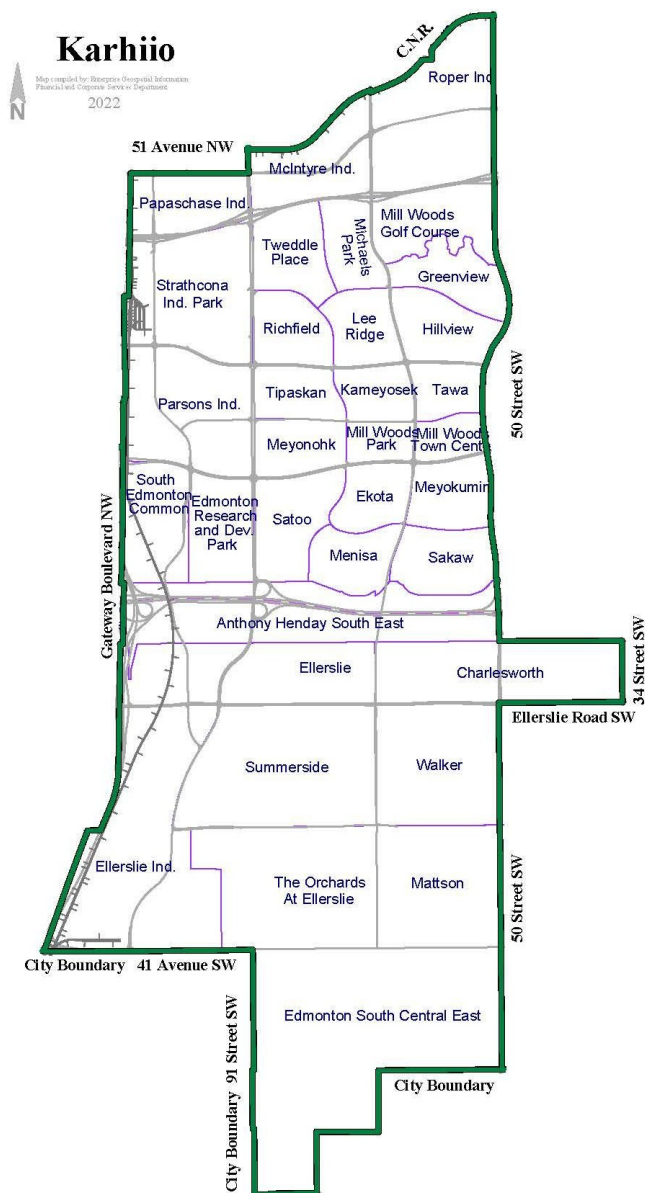 Karhiio
Map compiled by: Enterprise Geospatial Information
Financial and Corporate Services Department
2022
N
C.N.R.
Roper Ind
51 Avenue NW
McIntyre Ind.
Papaschase Ind.
Mill Woods
Golf Course
Michaels
Park
Tweddle
Place
Greenview
Strathcona
Ind. Park
Richfield
Lee
Ridge
Hillview
50 Street SW
Tipaskan
Kameyosek
Tawa
Parsons Ind.
Meyonohk
Mill Woods
Park
Mill Woods
Town Cent
South
Edmonton
Common
Edmonton
Research
and Dev.
Park
Satoo
Ekota
Meyokumin
Menisa
Sakaw
Gateway Boulevard NW
Anthony Henday South East
Ellerslie
Charlesworth
34 Street SW
Ellerslie Road SW
Summerside
Walker
Ellerslie Ind.
The Orchards
At Ellerslie
Mattson
50 Street SW
City Boundary
41 Avenue SW
Edmonton South Central East
City Boundary 91 Street SW
City Boundary